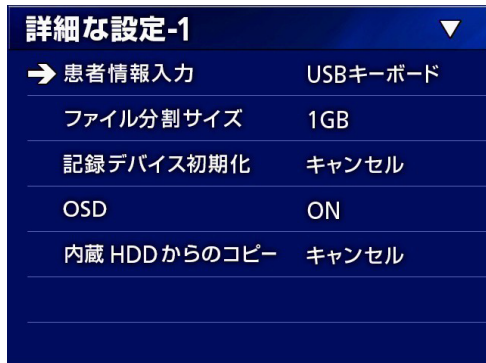 詳細な設定-1 ▼
➔ 患者情報入力 USBキーボード
ファイル分割サイズ 1GB
記録デバイス初期化 キャンセル
OSD ON
内蔵 HDDからのコピー キャンセル